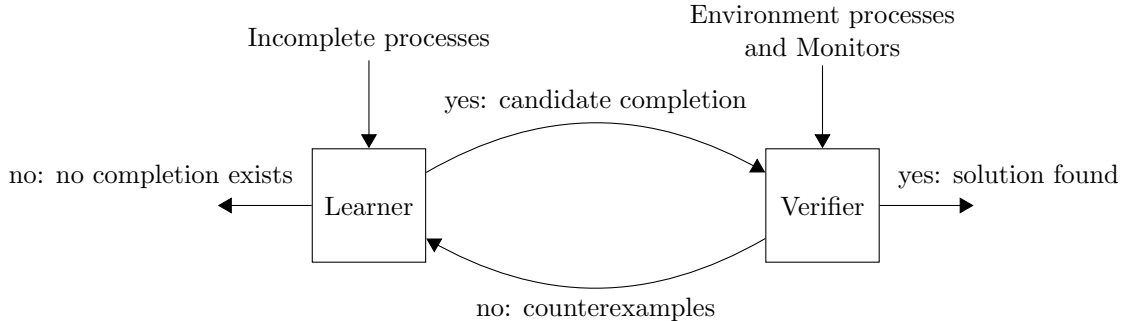 Incomplete processes
Environment processes
and Monitors
yes: candidate completion
no: no completion exists
Learner
Verifier
yes: solution found
no: counterexamples